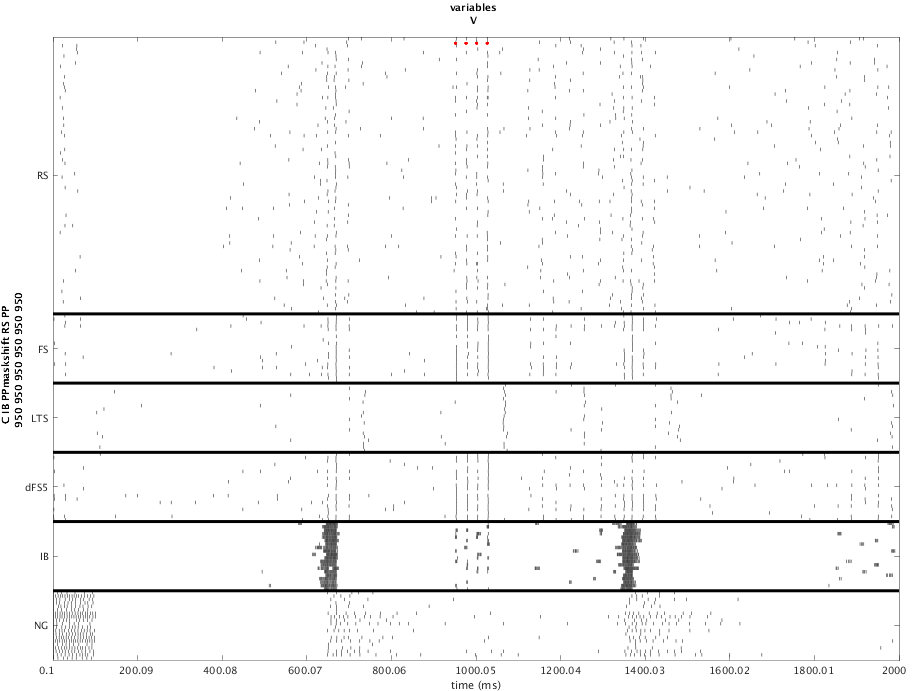 variables
V
C IB PPmaskshift RS PP
950 950 950 950 950 950
RS
FS
LTS
dFS5
IB
NG
0.1 200.09 400.08 600.07 800.06 1000.05 1200.04 1400.03 1600.02 1800.01 2000
time (ms)